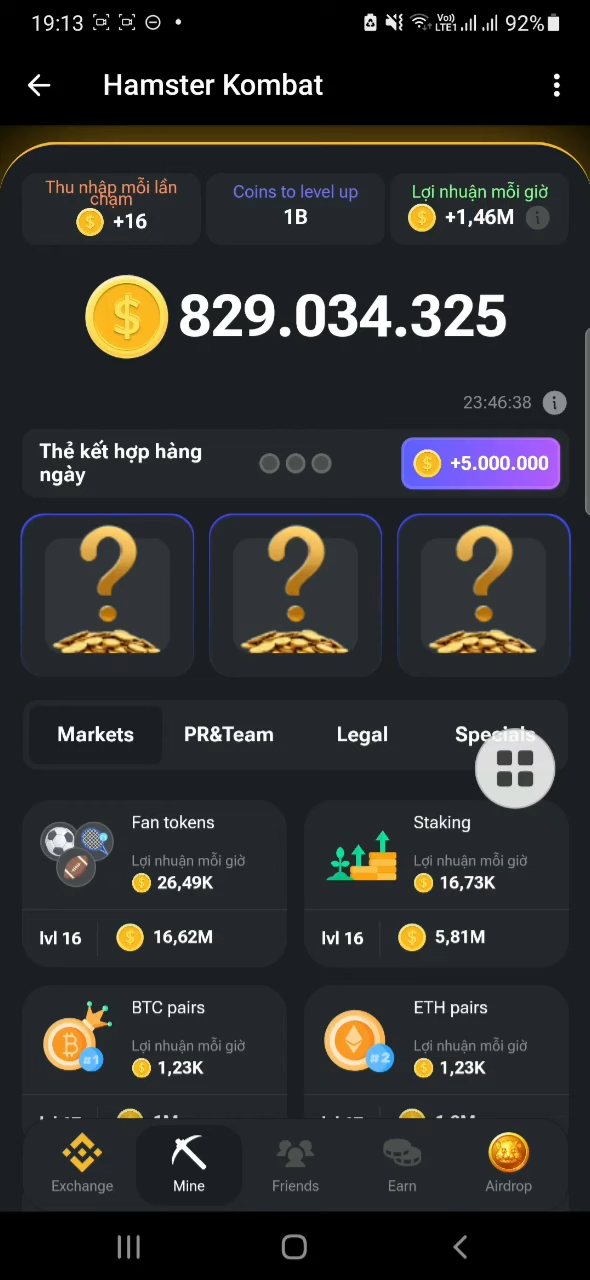 19:13
Vo)) LTE1 92%
Hamster Kombat
Thu nhập mỗi lần chạm
+16
Coins to level up
1B
Lợi nhuận mỗi giờ
+1,46M
829.034.325
23:46:38
Thẻ kết hợp hàng ngày
+5.000.000
Markets PR&Team Legal Specials
Fan tokens
Lợi nhuận mỗi giờ
26,49K
lvl 16 16,62M
Staking
Lợi nhuận mỗi giờ
16,73K
lvl 16 5,81M
BTC pairs
#1
Lợi nhuận mỗi giờ
1,23K
ETH pairs
#2
Lợi nhuận mỗi giờ
1,23K
Exchange Mine Friends Earn Airdrop